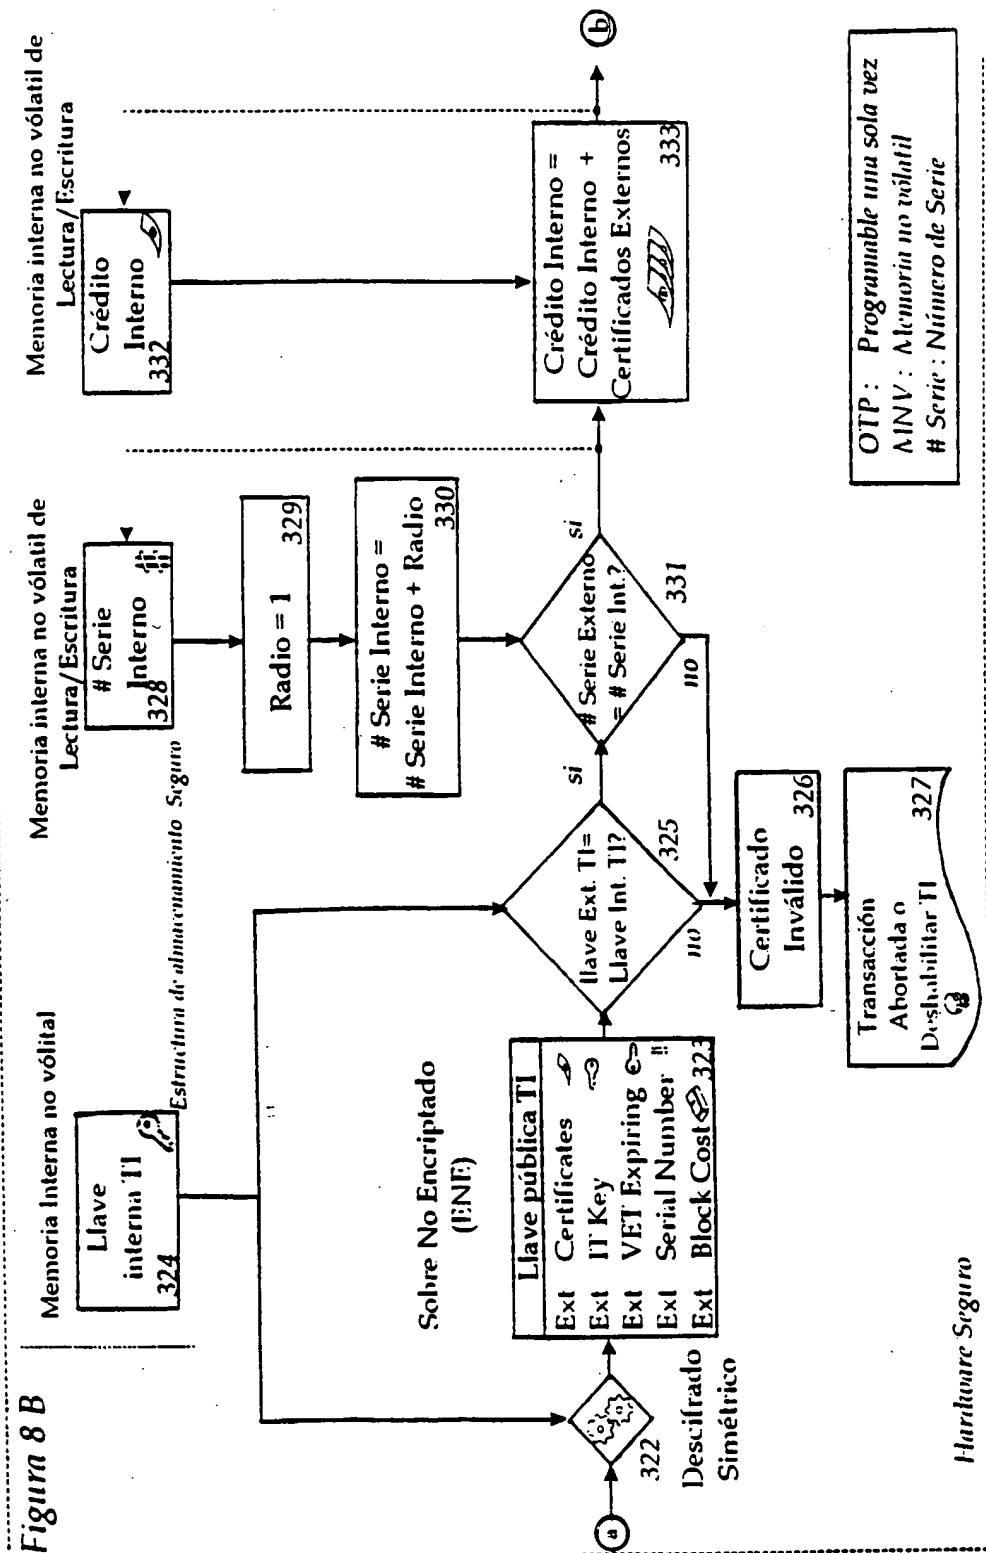 Figura 8 B
Memoria Interna no vólital
Llave
interna TI
324
Estructura de almacenamiento Seguro
Memoria interna no vólatil de
Lectura/Escritura
# Serie
Interno
328
Radio = 1
329
# Serie Interno =
# Serie Interno + Radio
330
Memoria interna no vólatil de
Lectura/Escritura
Crédito
Interno
332
Sobre No Encriptado
(ENE)
a
322
Descifrado
Simétrico
Llave pública TI
Ext Certificates
Ext IT Key
Ext VET Expiring
Ext Serial Number
Ext Block Cost
323
llave Ext. TI=
Llave Int. TI?
325
si
no
# Serie Externo
= # Serie Int.?
331
si
no
Crédito Interno =
Crédito Interno +
Certificados Externos
333
b
Certificado
Inválido
326
Transacción
Abortada o
Deshabilitar TI
327
OTP : Programable una sola vez
MNV : Memoria no vólatil
# Serie : Número de Serie
Hardware Seguro